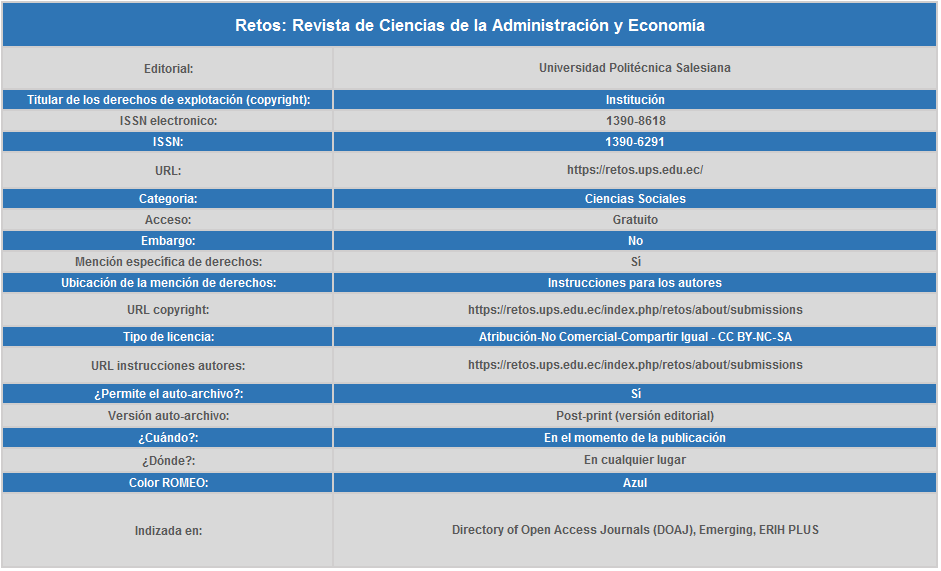 Retos: Revista de Ciencias de la Administración y Economía
Editorial: Universidad Politécnica Salesiana
Titular de los derechos de explotación (copyright): Institución
ISSN electronico: 1390-8618
ISSN: 1390-6291
URL: https://retos.ups.edu.ec/
Categoria: Ciencias Sociales
Acceso: Gratuito
Embargo: No
Mención específica de derechos: Sí
Ubicación de la mención de derechos: Instrucciones para los autores
URL copyright: https://retos.ups.edu.ec/index.php/retos/about/submissions
Tipo de licencia: Atribución-No Comercial-Compartir Igual - CC BY-NC-SA
URL instrucciones autores: https://retos.ups.edu.ec/index.php/retos/about/submissions
¿Permite el auto-archivo?: Sí
Versión auto-archivo: Post-print (versión editorial)
¿Cuándo?: En el momento de la publicación
¿Dónde?: En cualquier lugar
Color ROMEO: Azul
Indizada en: Directory of Open Access Journals (DOAJ), Emerging, ERIH PLUS